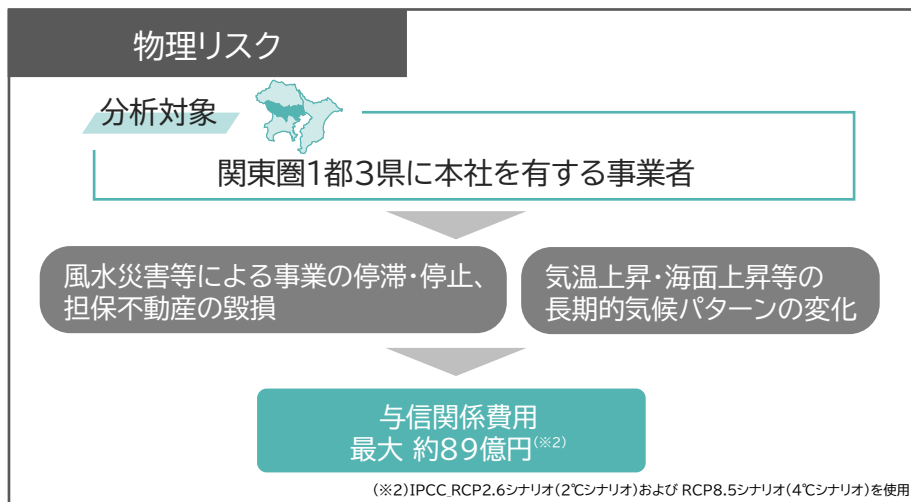 物理リスク
分析対象
関東圏1都3県に本社を有する事業者
風水災害等による事業の停滞・停止、
担保不動産の毀損
気温上昇・海面上昇等の
長期的気候パターンの変化
与信関係費用
最大 約89億円(※2)
(※2)IPCC_RCP2.6シナリオ(2℃シナリオ)および RCP8.5シナリオ(4℃シナリオ)を使用